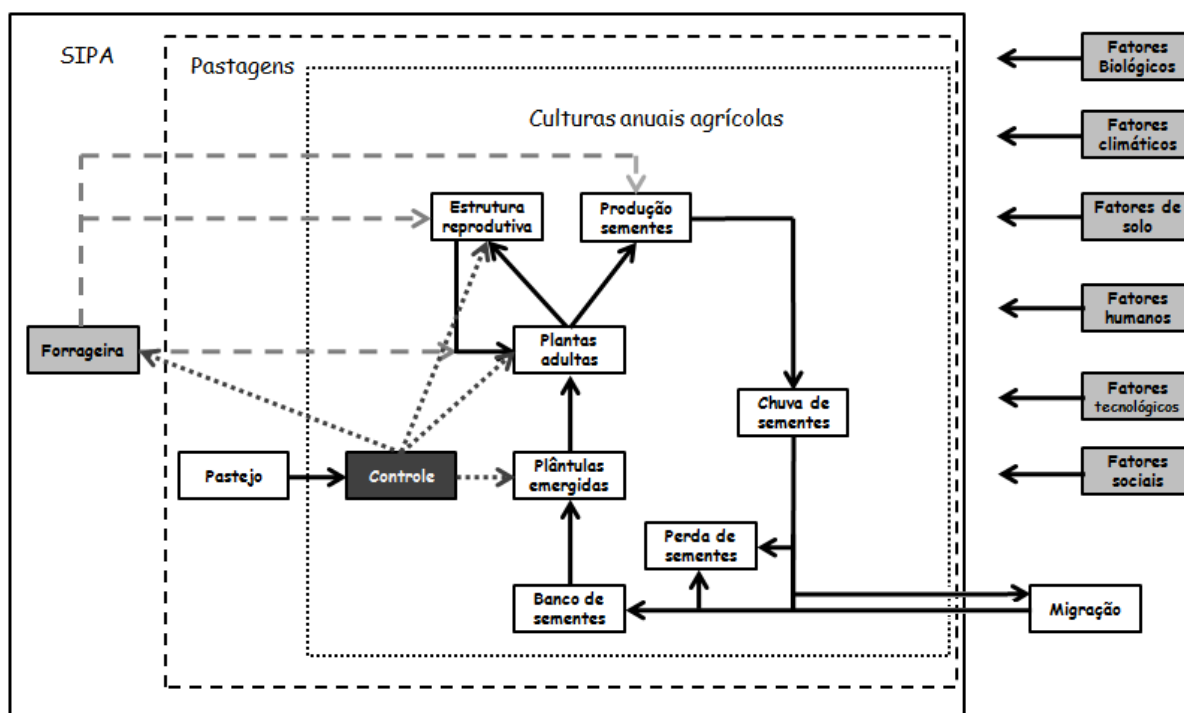 SIPA
Pastagens
Culturas anuais agrícolas
Estrutura
reprodutiva
Produção
sementes
Forrageira
Plantas
adultas
Chuva de
sementes
Pastejo
Controle
Plântulas
emergidas
Perda de
sementes
Banco de
sementes
Migração
Fatores
Biológicos
Fatores
climáticos
Fatores de
solo
Fatores
humanos
Fatores
tecnológicos
Fatores
sociais